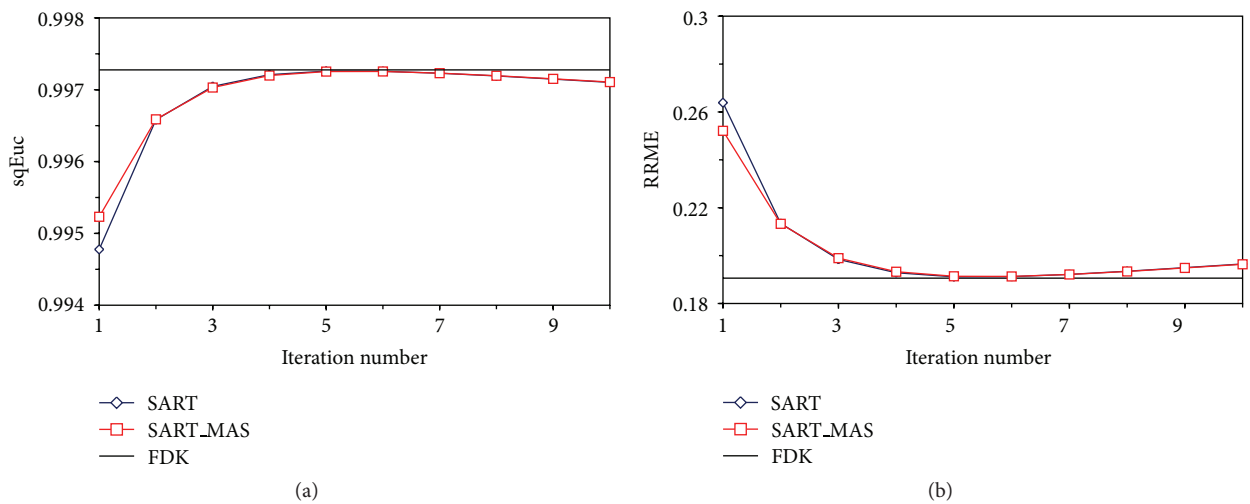 0.998
0.997
0.996
0.995
0.994
sqEuc
1
3
5
7
9
Iteration number
SART
SART_MAS
FDK
(a)
0.3
0.26
0.22
0.18
RRME
1
3
5
7
9
Iteration number
SART
SART_MAS
FDK
(b)